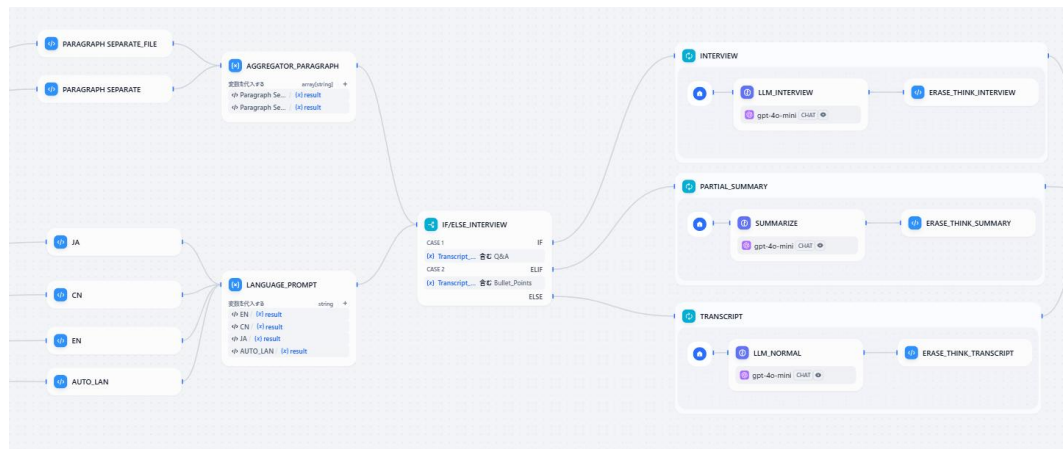 PARAGRAPH SEPARATE_FILE
PARAGRAPH SEPARATE
AGGREGATOR_PARAGRAPH
変数を代入する array[string] +
Paragraph Se... / (x) result
Paragraph Se... / (x) result
JA
CN
EN
AUTO_LAN
LANGUAGE_PROMPT
変数を代入する string +
EN / (x) result
CN / (x) result
JA / (x) result
AUTO_LAN / (x) result
IF/ELSE_INTERVIEW
CASE 1 IF
(x) Transcript_... 含む Q&A
CASE 2 ELIF
(x) Transcript_... 含む Bullet_Points
ELSE
INTERVIEW
LLM_INTERVIEW
gpt-4o-mini CHAT
ERASE_THINK_INTERVIEW
PARTIAL_SUMMARY
SUMMARIZE
gpt-4o-mini CHAT
ERASE_THINK_SUMMARY
TRANSCRIPT
LLM_NORMAL
gpt-4o-mini CHAT
ERASE_THINK_TRANSCRIPT